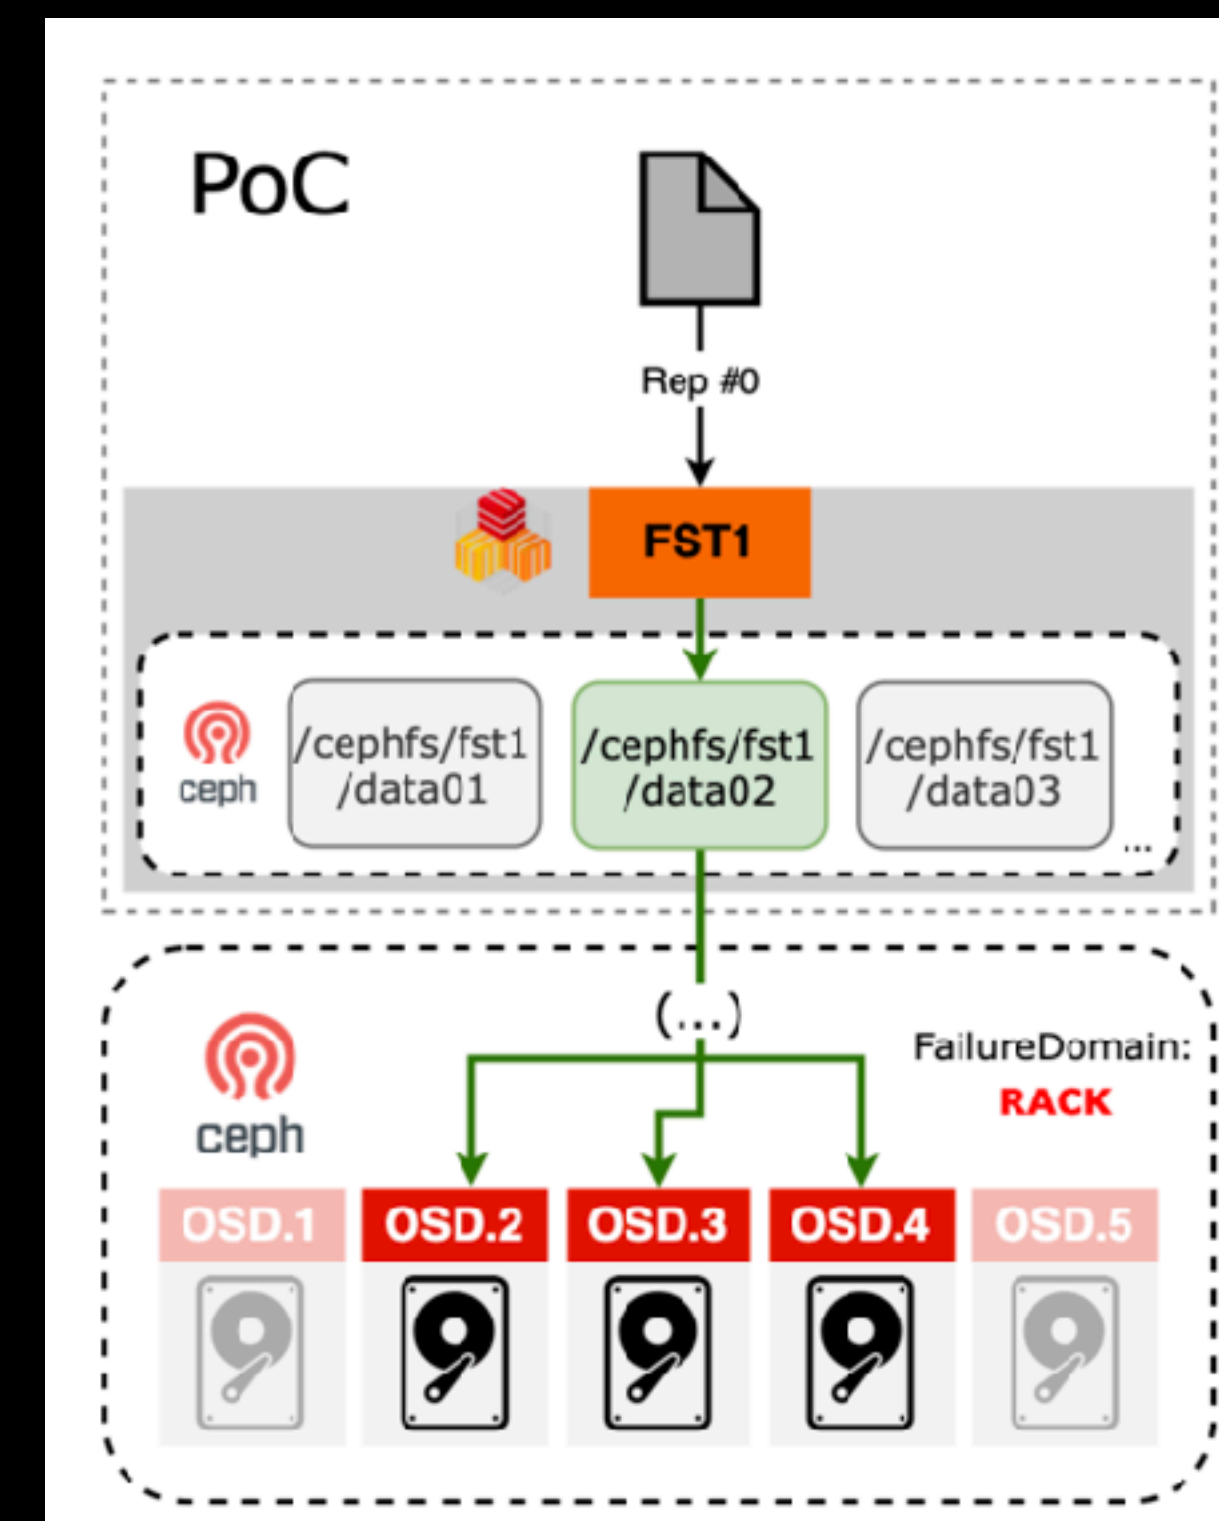 PoC
Rep #0
FST1
ceph
/cephfs/fst1
/data01
/cephfs/fst1
/data02
/cephfs/fst1
/data03
...
(...)
ceph
FailureDomain:
RACK
OSD.1
OSD.2
OSD.3
OSD.4
OSD.5